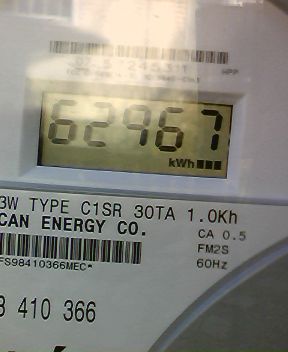 62967
kWh
3W TYPE C1SR 30TA 1.0Kh
CAN ENERGY CO.
CA 0.5
FM2S
FS98410366MEC*
60Hz
410 366